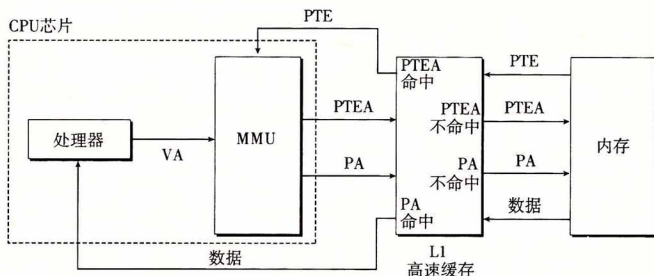 PTE
CPU芯片
PTEA
命中
PTE
PTEA
PTEA
不命中
PTEA
处理器
VA
MMU
内存
PA
PA
不命中
PA
PA
命中
数据
数据
L1
高速缓存